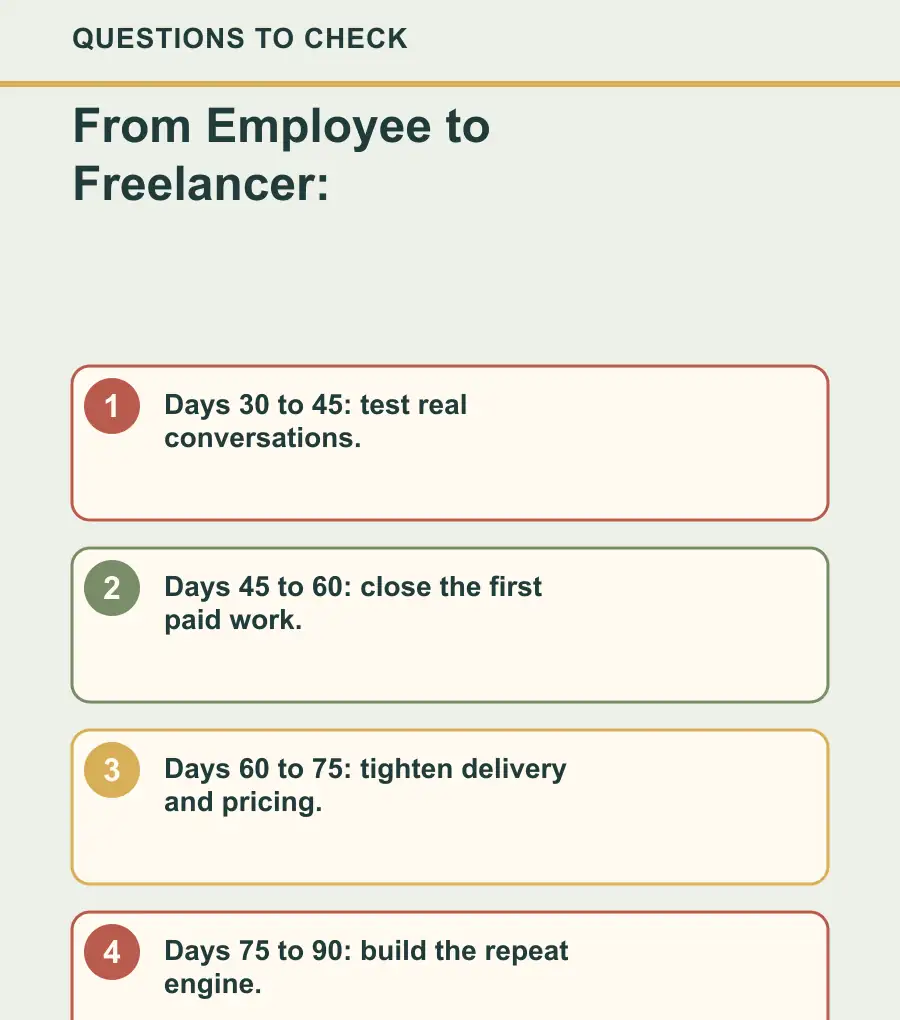 QUESTIONS TO CHECK
From Employee to
Freelancer:
1
Days 30 to 45: test real
conversations.
2
Days 45 to 60: close the first
paid work.
3
Days 60 to 75: tighten delivery
and pricing.
4
Days 75 to 90: build the repeat
engine.